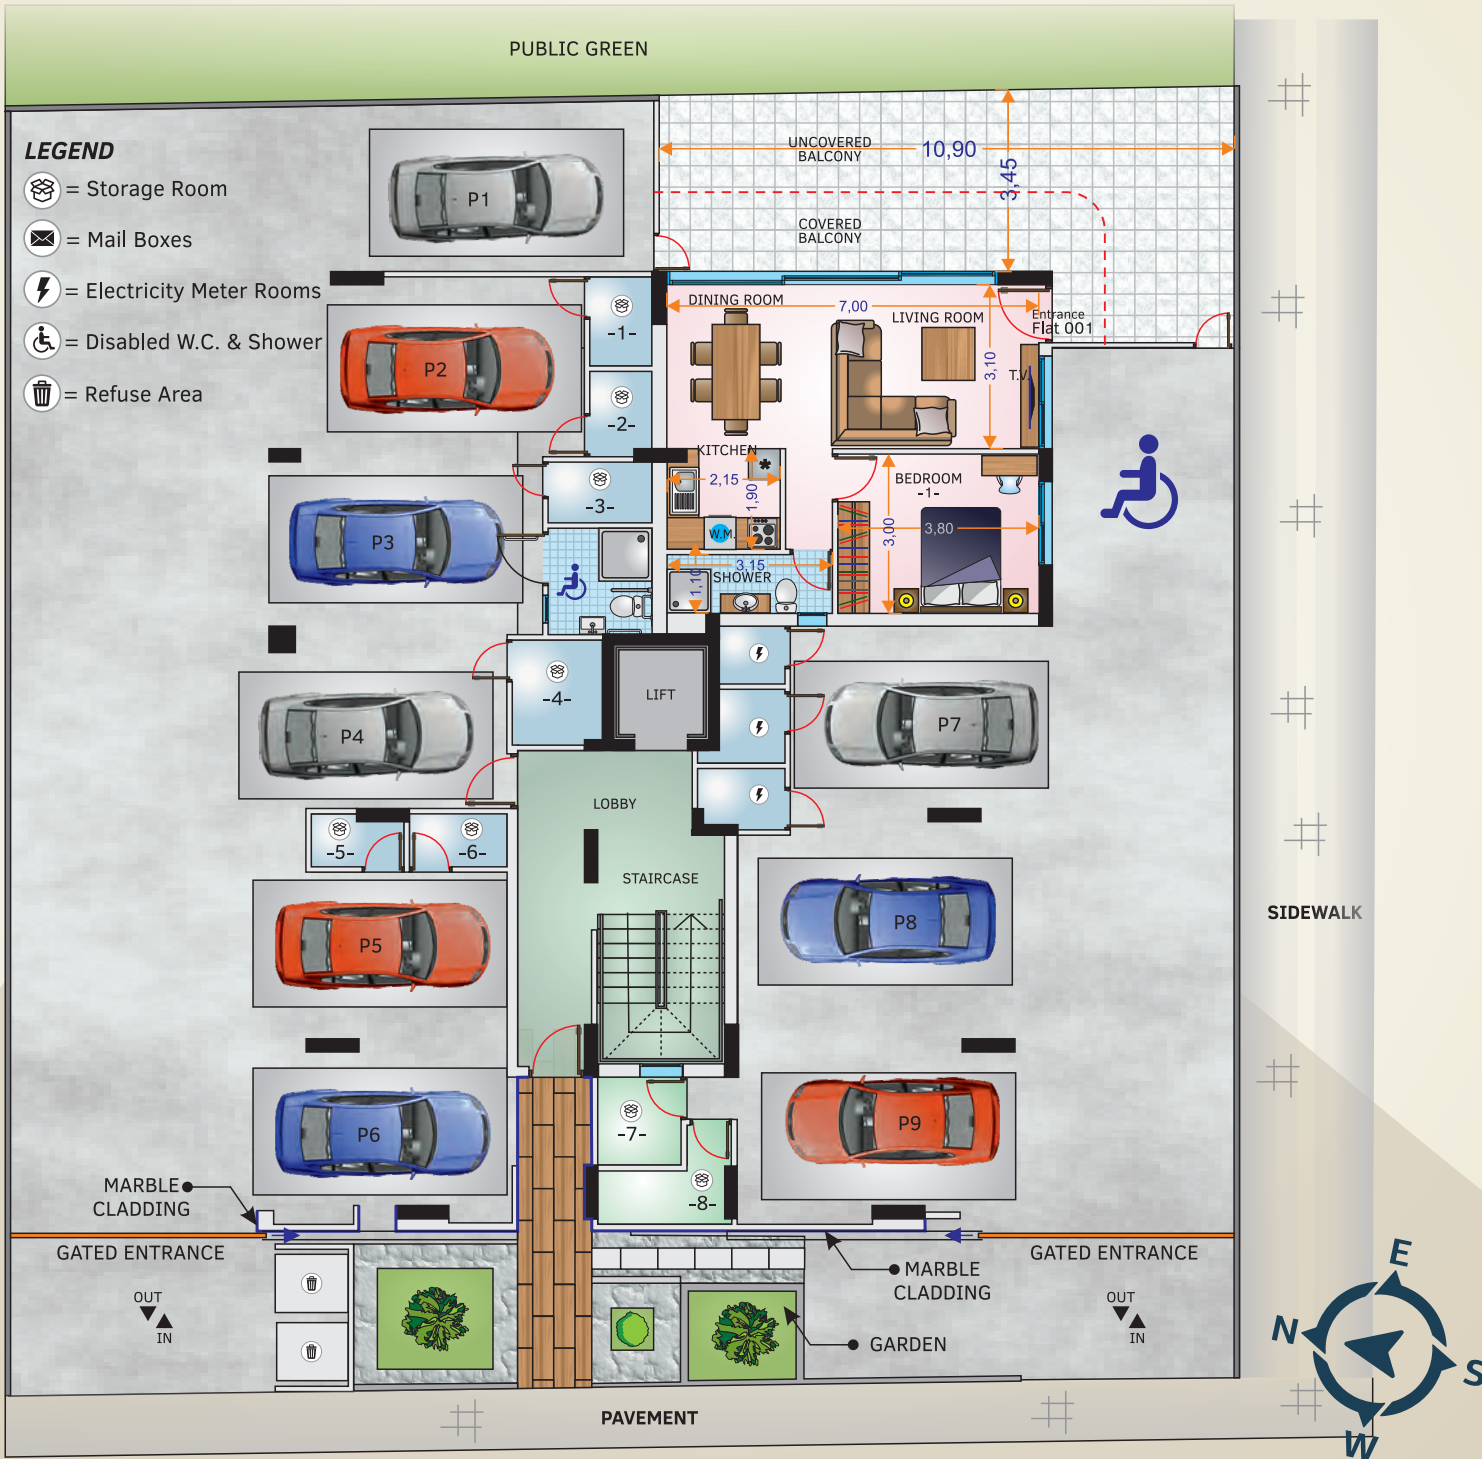 PUBLIC GREEN
LEGEND
= Storage Room
= Mail Boxes
= Electricity Meter Rooms
= Disabled W.C. & Shower
= Refuse Area
P1
UNCOVERED
BALCONY
10,90
3,45
COVERED
BALCONY
DINING ROOM
7,00
LIVING ROOM
Entrance
Flat 001
3,10
T.V.
-1-
P2
-2-
KITCHEN
2,15
1,90
*
W.M.
BEDROOM
-1-
3,00
3,80
-3-
P3
3,15
SHOWER
1,10
-4-
LIFT
P4
P7
LOBBY
-5-
-6-
STAIRCASE
P5
P8
SIDEWALK
P6
-7-
P9
-8-
MARBLE
CLADDING
GATED ENTRANCE
GATED ENTRANCE
MARBLE
CLADDING
OUT
IN
OUT
IN
GARDEN
PAVEMENT
E
N
S
W